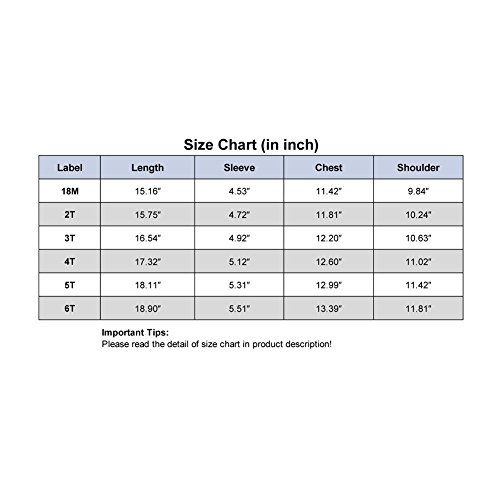 Size Chart (in inch)
Label Length Sleeve Chest Shoulder
18M 15.16" 4.53" 11.42" 9.84"
2T 15.75" 4.72" 11.81" 10.24"
3T 16.54" 4.92" 12.20" 10.63"
4T 17.32" 5.12" 12.60" 11.02"
5T 18.11" 5.31" 12.99" 11.42"
6T 18.90" 5.51" 13.39" 11.81"
Important Tips:
Please read the detail of size chart in product description!